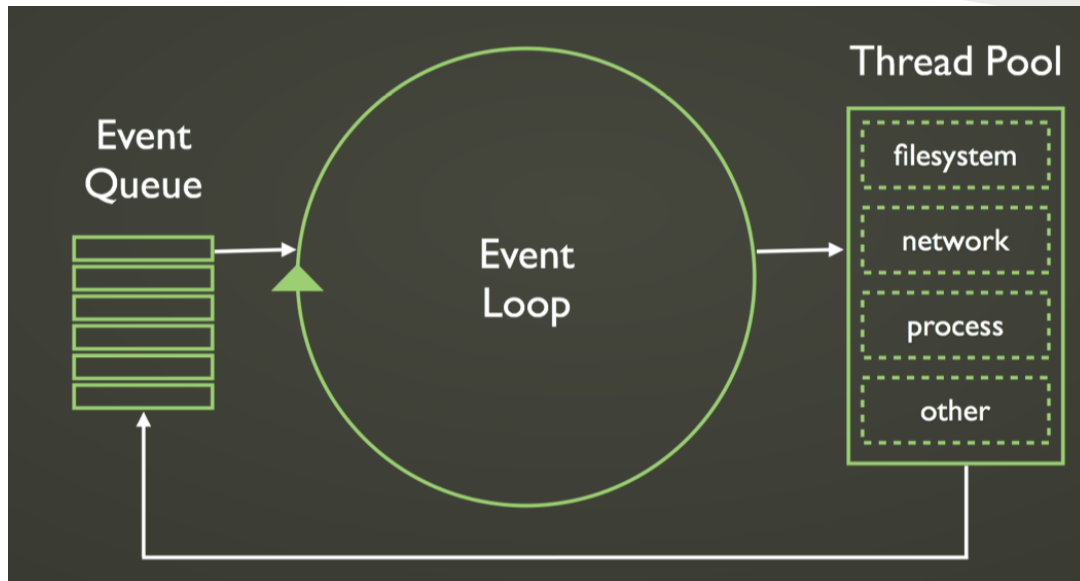 Event
Queue
Event
Loop
Thread Pool
filesystem
network
process
other